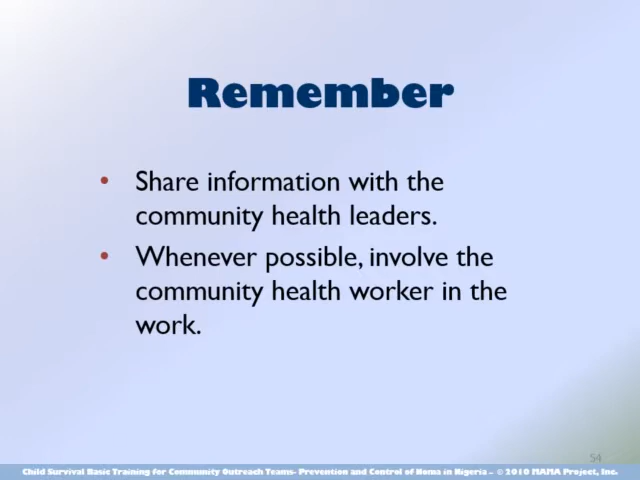 Remember
• Share information with the
community health leaders.
• Whenever possible, involve the
community health worker in the
work.
54
Child Survival Basic Training for Community Outreach Teams- Prevention and Control of Noma in Nigeria – © 2010 MAMA Project, Inc.